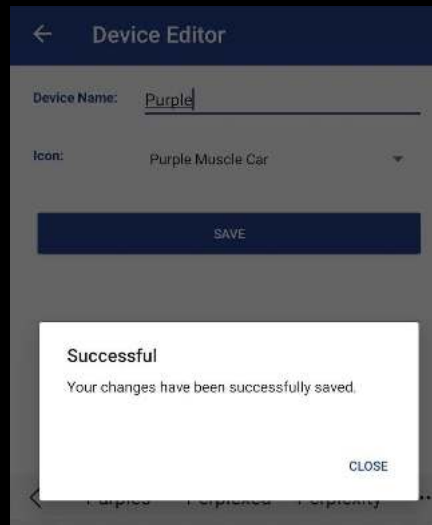 Device Editor
Device Name: Purple
Icon: Purple Muscle Car
SAVE
Successful
Your changes have been successfully saved.
CLOSE